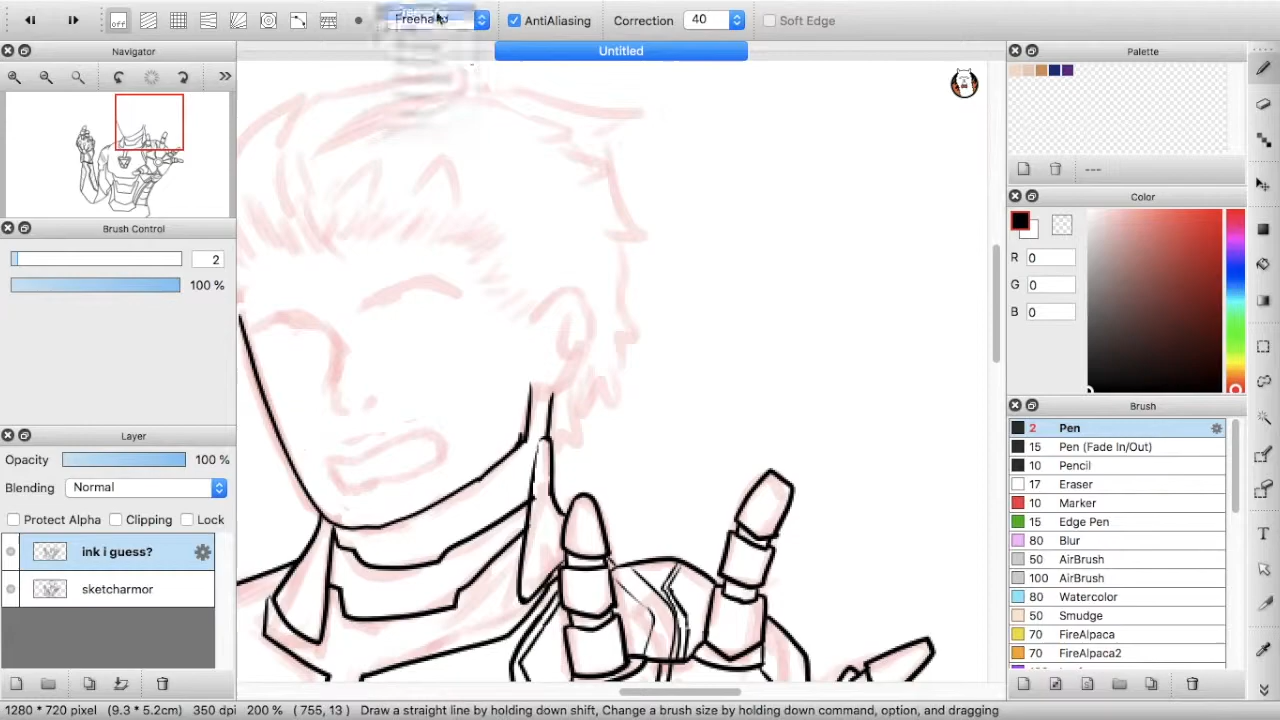 off
Freehand
AntiAliasing
Correction
40
Soft Edge
Navigator
Untitled
Palette
---
Brush Control
2
100 %
Color
R 0
G 0
B 0
Layer
Opacity 100 %
Blending Normal
Protect Alpha Clipping Lock
ink i guess?
sketcharmor
Brush
2 Pen
15 Pen (Fade In/Out)
10 Pencil
17 Eraser
10 Marker
15 Edge Pen
80 Blur
50 AirBrush
100 AirBrush
80 Watercolor
50 Smudge
70 FireAlpaca
70 FireAlpaca2
T
1280 * 720 pixel (9.3 * 5.2cm) 350 dpi 200 % ( 755, 13 ) Draw a straight line by holding down shift, Change a brush size by holding down command, option, and dragging